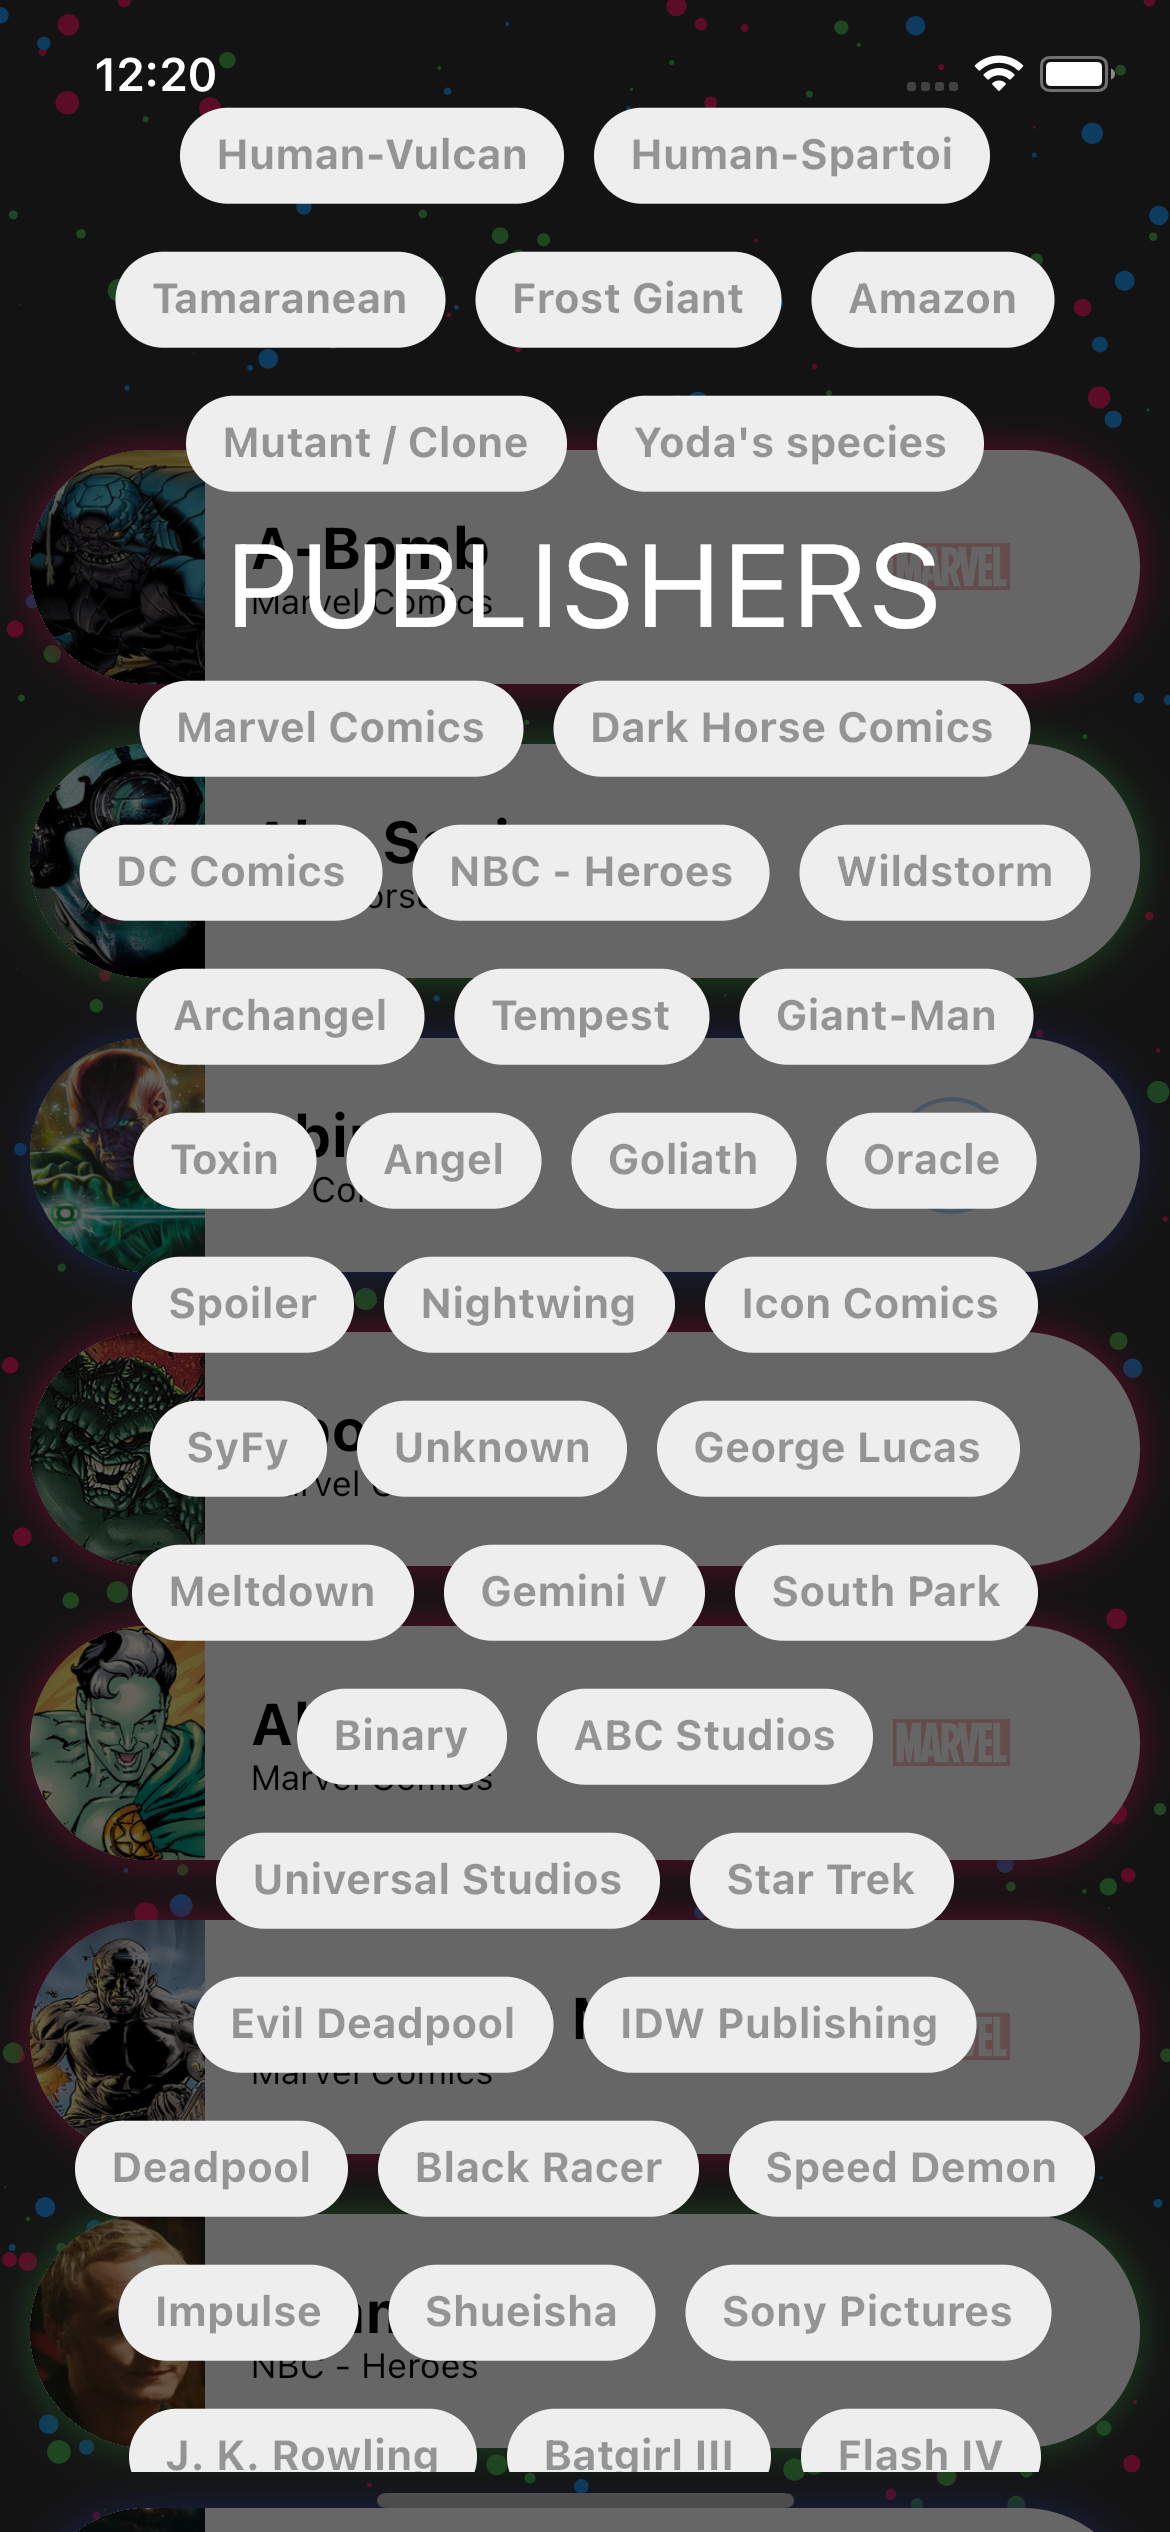 12:20
Human-Vulcan Human-Spartoi
Tamaranean Frost Giant Amazon
Mutant / Clone Yoda's species
A-Bomb
PUBLISHERS
MARVEL
Marvel Comics
Marvel Comics Dark Horse Comics
DC Comics NBC - Heroes Wildstorm
Archangel Tempest Giant-Man
Toxin Angel Goliath Oracle
Spoiler Nightwing Icon Comics
SyFy Unknown George Lucas
Meltdown Gemini V South Park
Binary ABC Studios
MARVEL
Marvel Comics
Universal Studios Star Trek
Evil Deadpool IDW Publishing
Marvel Comics
Deadpool Black Racer Speed Demon
Impulse Shueisha Sony Pictures
NBC - Heroes
J. K. Rowling Batgirl III Flash IV